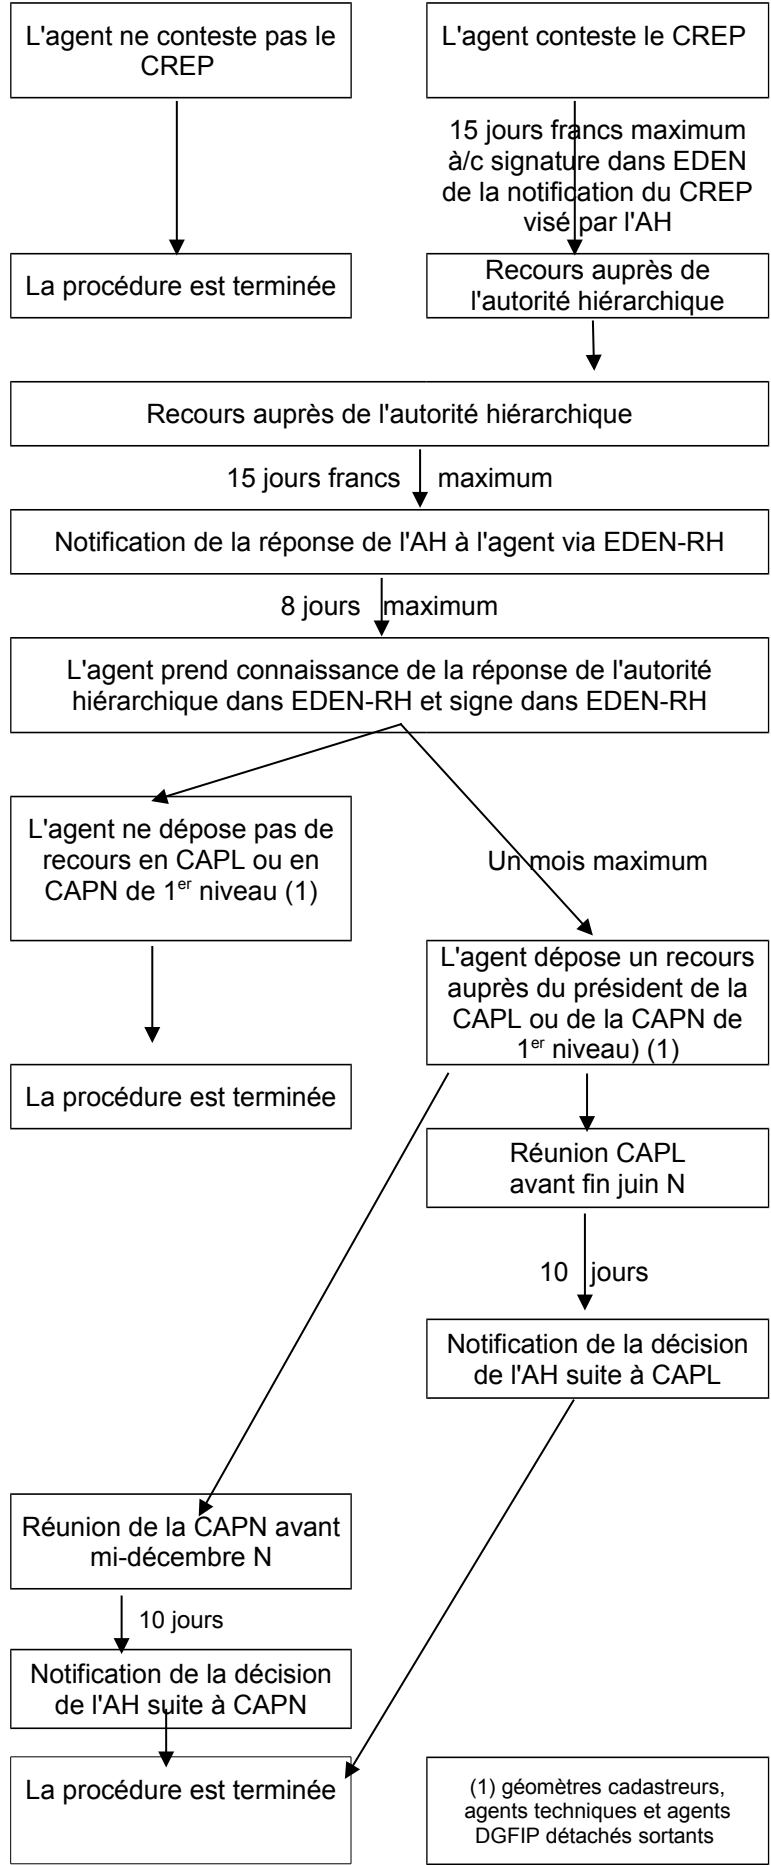 L'agent ne conteste pas le
CREP
L'agent conteste le CREP
15 jours francs maximum
à/c signature dans EDEN
de la notification du CREP
visé par l'AH
La procédure est terminée
Recours auprès de
l'autorité hiérarchique
Recours auprès de l'autorité hiérarchique
15 jours francs maximum
Notification de la réponse de l'AH à l'agent via EDEN-RH
8 jours maximum
L'agent prend connaissance de la réponse de l'autorité
hiérarchique dans EDEN-RH et signe dans EDEN-RH
L'agent ne dépose pas de
recours en CAPL ou en
CAPN de 1er niveau (1)
Un mois maximum
L'agent dépose un recours
auprès du président de la
CAPL ou de la CAPN de
1er niveau) (1)
La procédure est terminée
Réunion CAPL
avant fin juin N
10 jours
Notification de la décision
de l'AH suite à CAPL
Réunion de la CAPN avant
mi-décembre N
10 jours
Notification de la décision
de l'AH suite à CAPN
La procédure est terminée
(1) géomètres cadastreurs,
agents techniques et agents
DGFIP détachés sortants